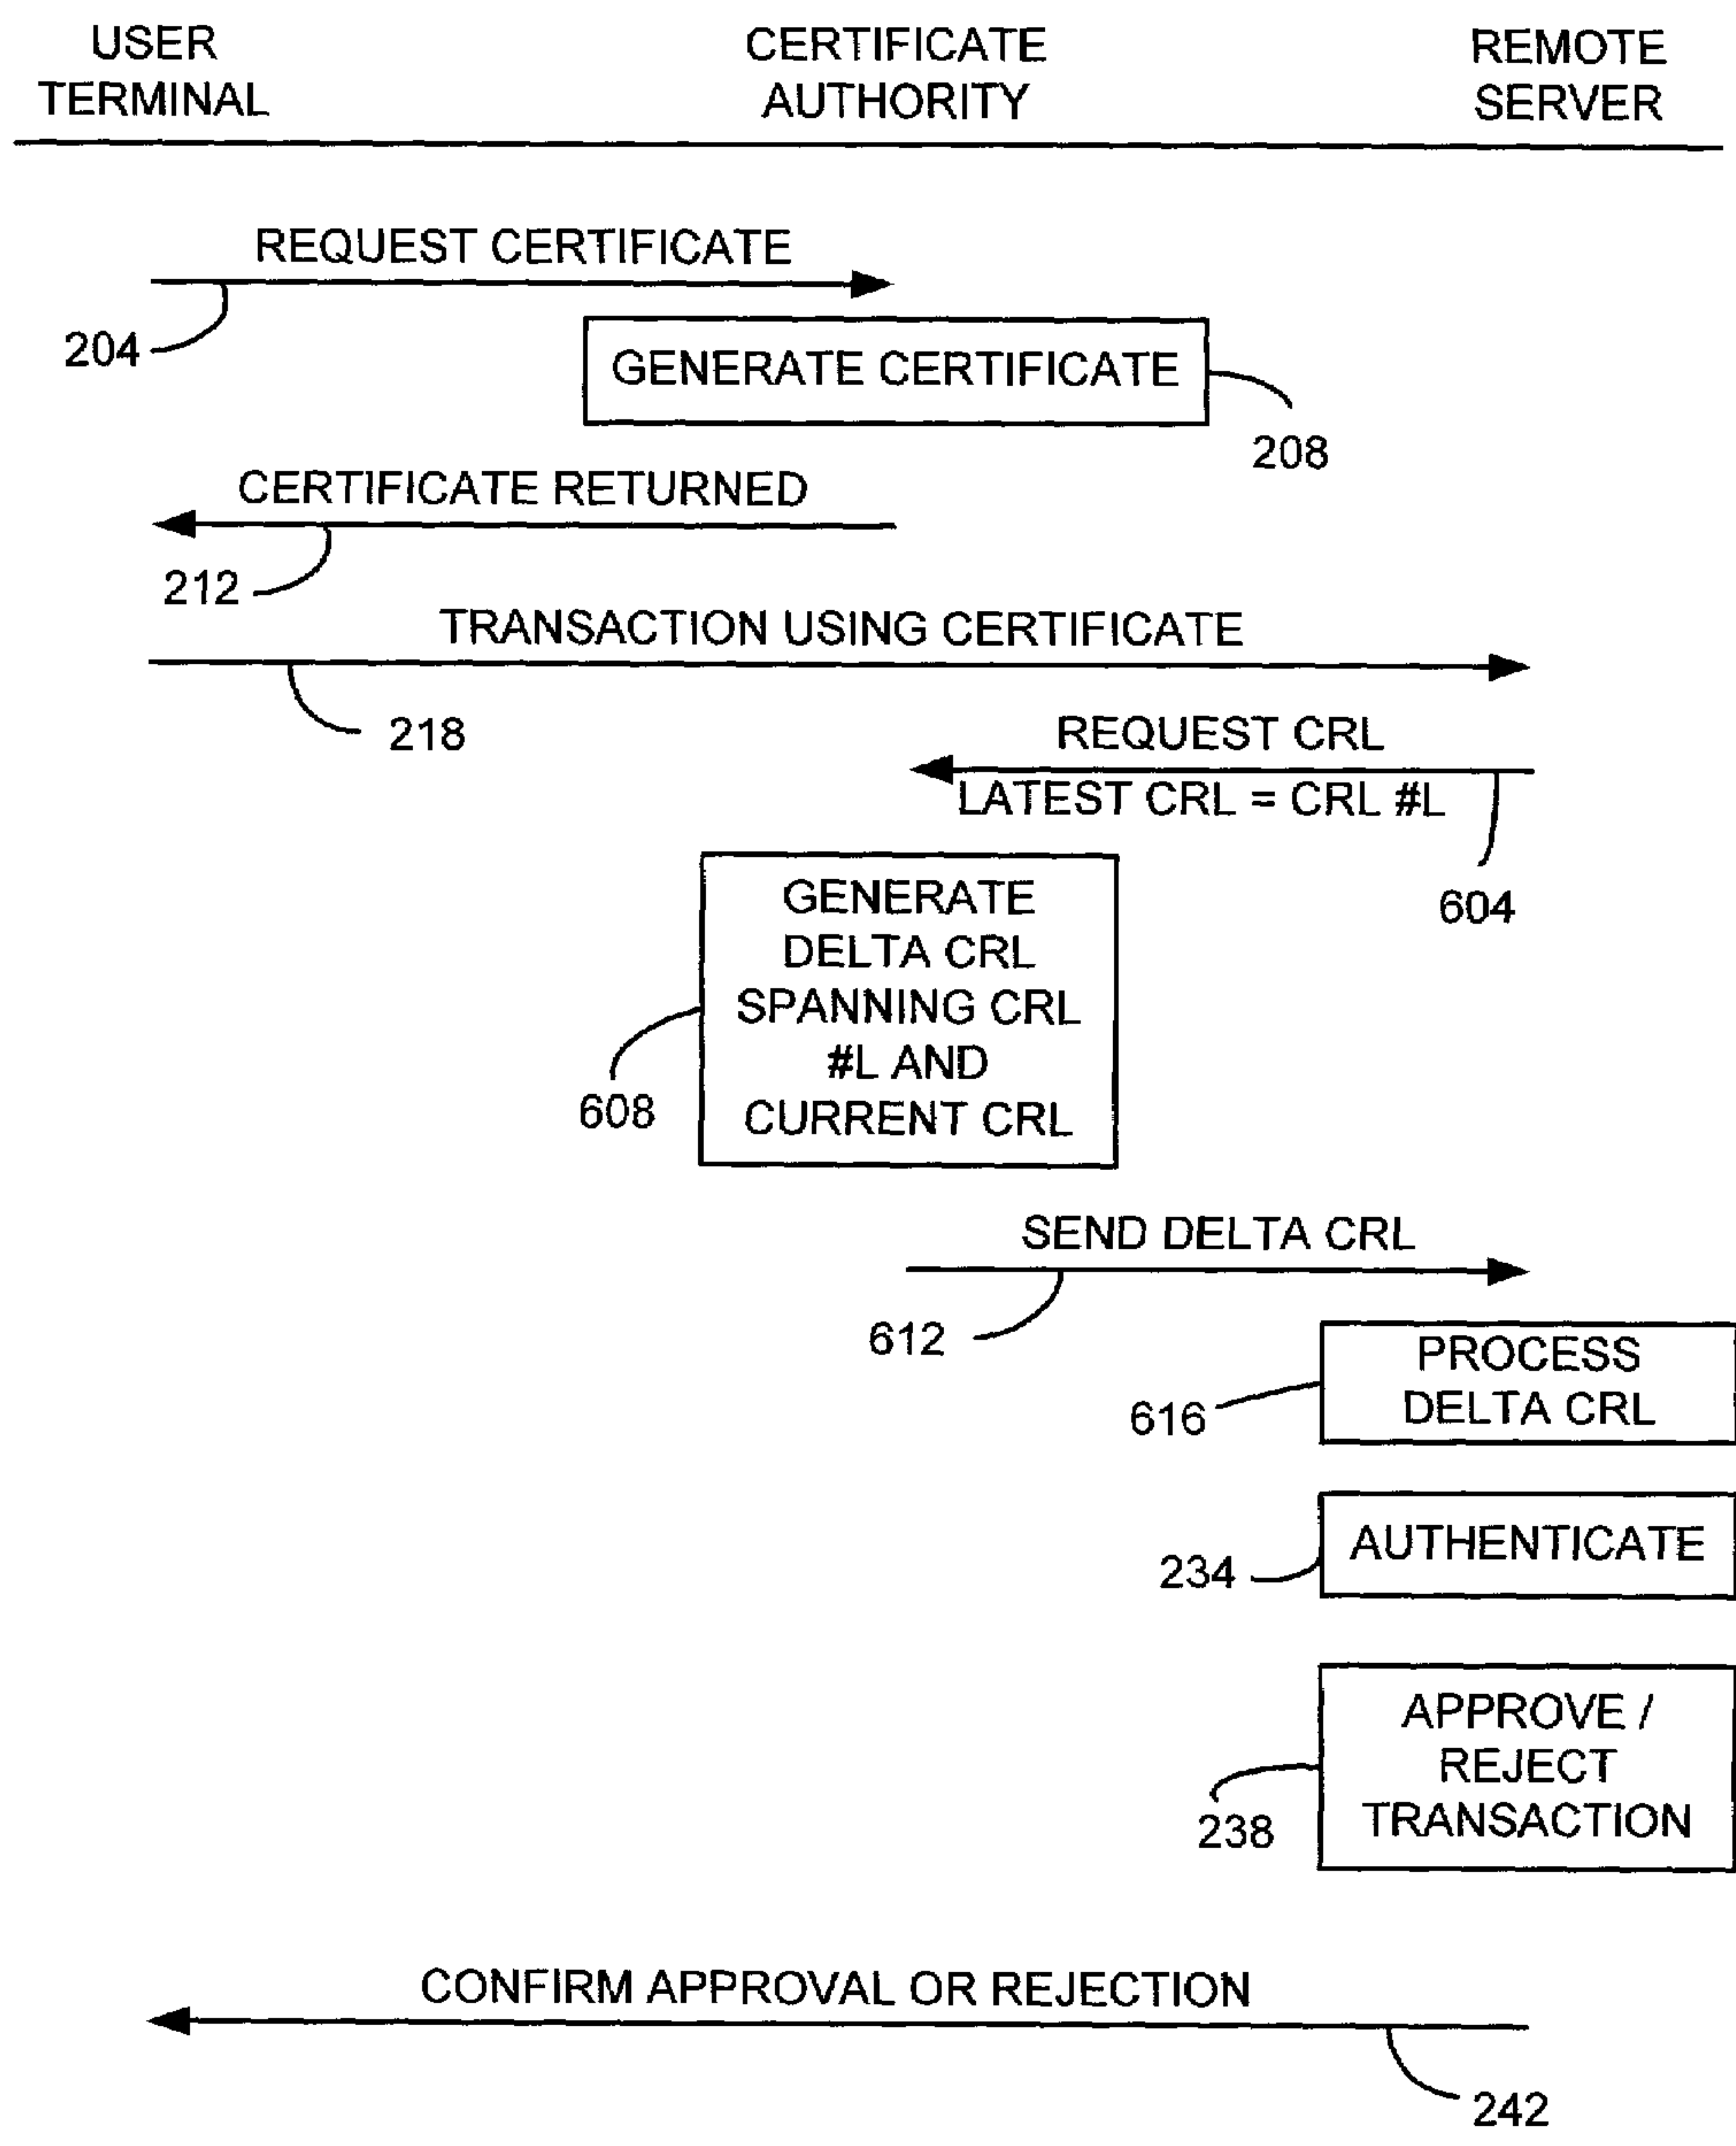 USER
TERMINAL
CERTIFICATE
AUTHORITY
REMOTE
SERVER
REQUEST CERTIFICATE
204
GENERATE CERTIFICATE
208
CERTIFICATE RETURNED
212
TRANSACTION USING CERTIFICATE
218
REQUEST CRL
LATEST CRL = CRL #L
604
GENERATE
DELTA CRL
SPANNING CRL
#L AND
CURRENT CRL
608
SEND DELTA CRL
612
PROCESS
DELTA CRL
616
AUTHENTICATE
234
APPROVE /
REJECT
TRANSACTION
238
CONFIRM APPROVAL OR REJECTION
242